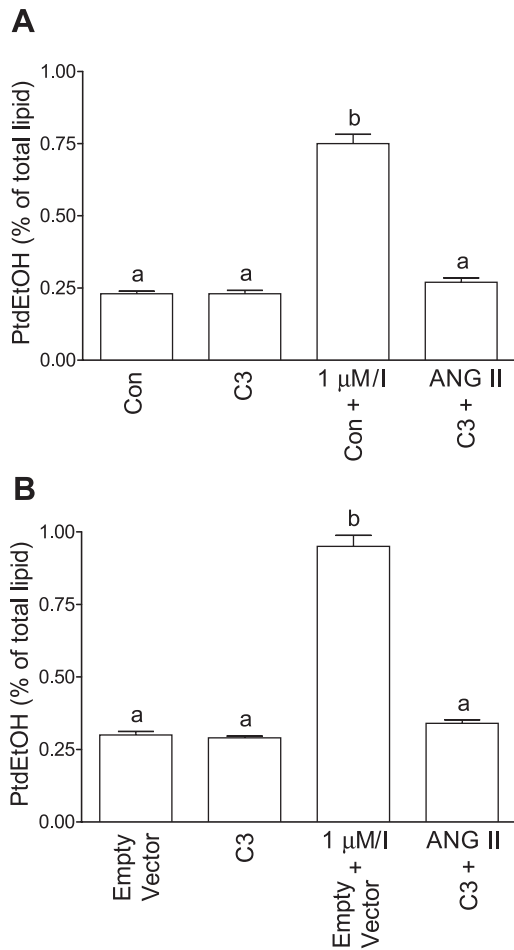 A
PtdEtOH (% of total lipid)
1.00
0.75
0.50
0.25
0.00
a
a
b
a
Con
C3
1 μM/l
Con +
ANG II
C3 +
B
PtdEtOH (% of total lipid)
1.00
0.75
0.50
0.25
0.00
a
a
b
a
Empty
Vector
C3
1 μM/l
Empty +
Vector
ANG II
C3 +